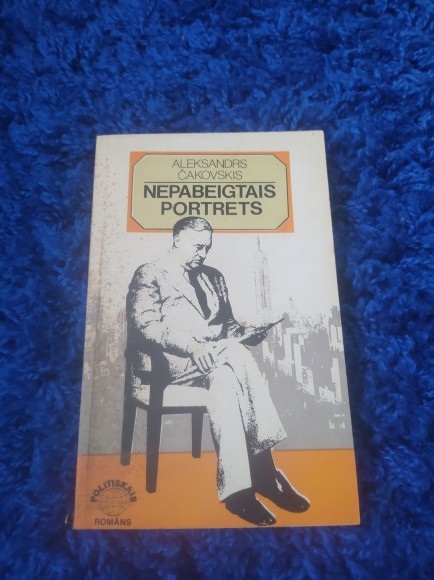 ALEKSANDRS
ČAKOVSKIS
NEPABEIGTAIS
PORTRETS
POLITISKAIS
ROMĀNS